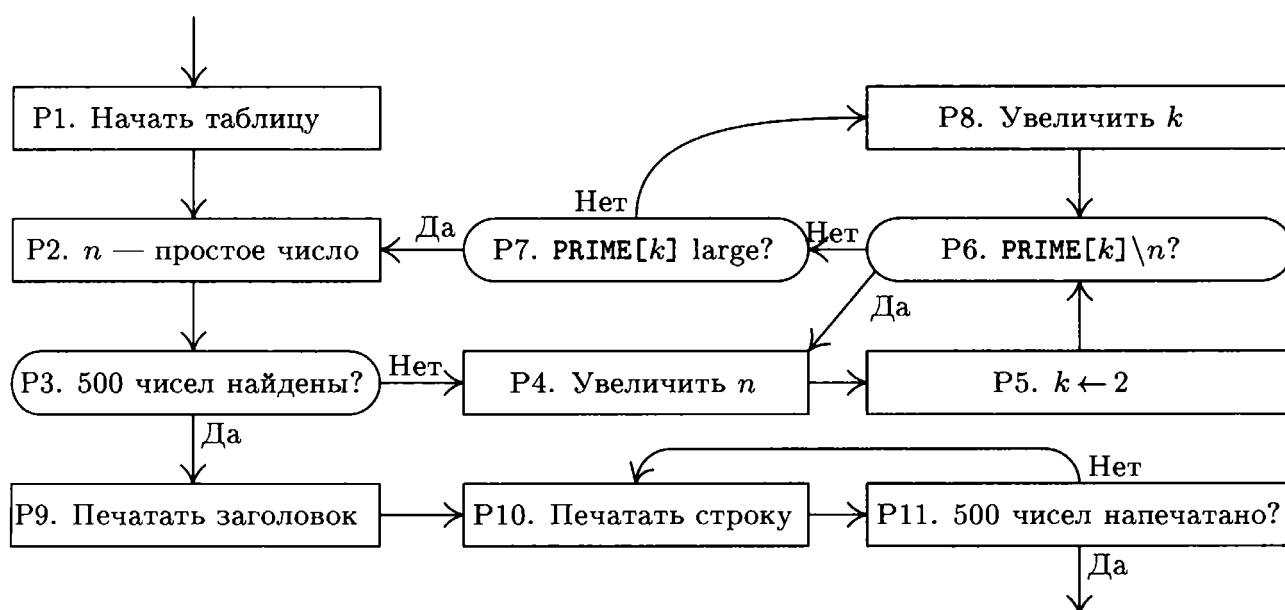 P1. Начать таблицу
P8. Увеличить k
Нет
P2. n — простое число
Да
P7. PRIME[k] large?
Нет
P6. PRIME[k]\n?
Да
P3. 500 чисел найдены?
Нет
P4. Увеличить n
P5. k ← 2
Да
Нет
P9. Печатать заголовок
P10. Печатать строку
P11. 500 чисел напечатано?
Да